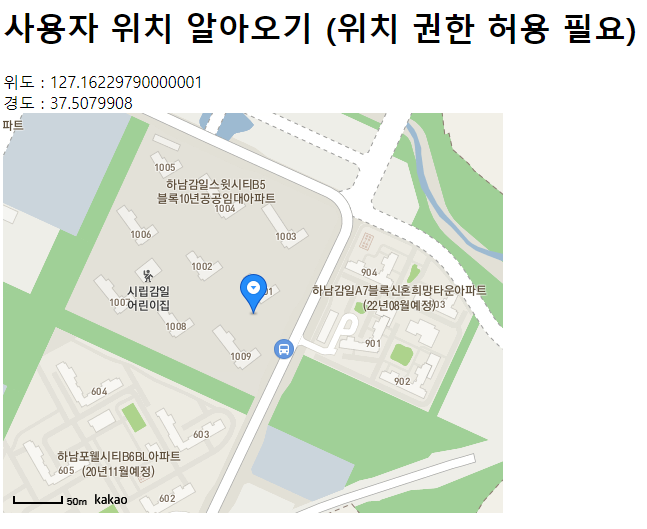 사용자 위치 알아오기 (위치 권한 허용 필요)
위도 : 127.16229790000001
경도 : 37.5079908
파트
1005
하남감일스윗시티B5
블록10년공공임대아파트
1004
1006
1003
1002
904
시립감일
어린이집
하남감일A7블록신혼희망타운아파트
(22년08월예정)
1008
1009
901
902
604
603
하남포웰시티B6BL아파트
(20년11월예정)
605
602
50m
kakao